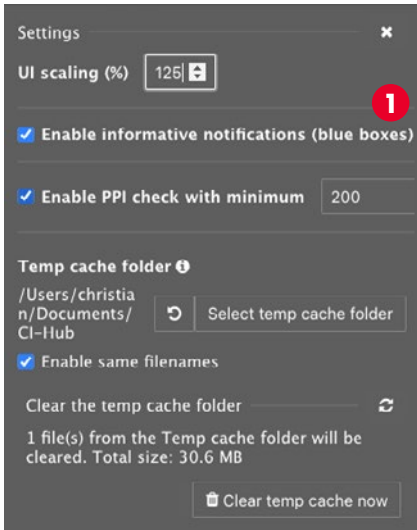 Settings
UI scaling (%) 125
1
Enable informative notifications (blue boxes)
Enable PPI check with minimum 200
Temp cache folder
/Users/christia
n/Documents/
CI-Hub
Select temp cache folder
Enable same filenames
Clear the temp cache folder
1 file(s) from the Temp cache folder will be
cleared. Total size: 30.6 MB
Clear temp cache now